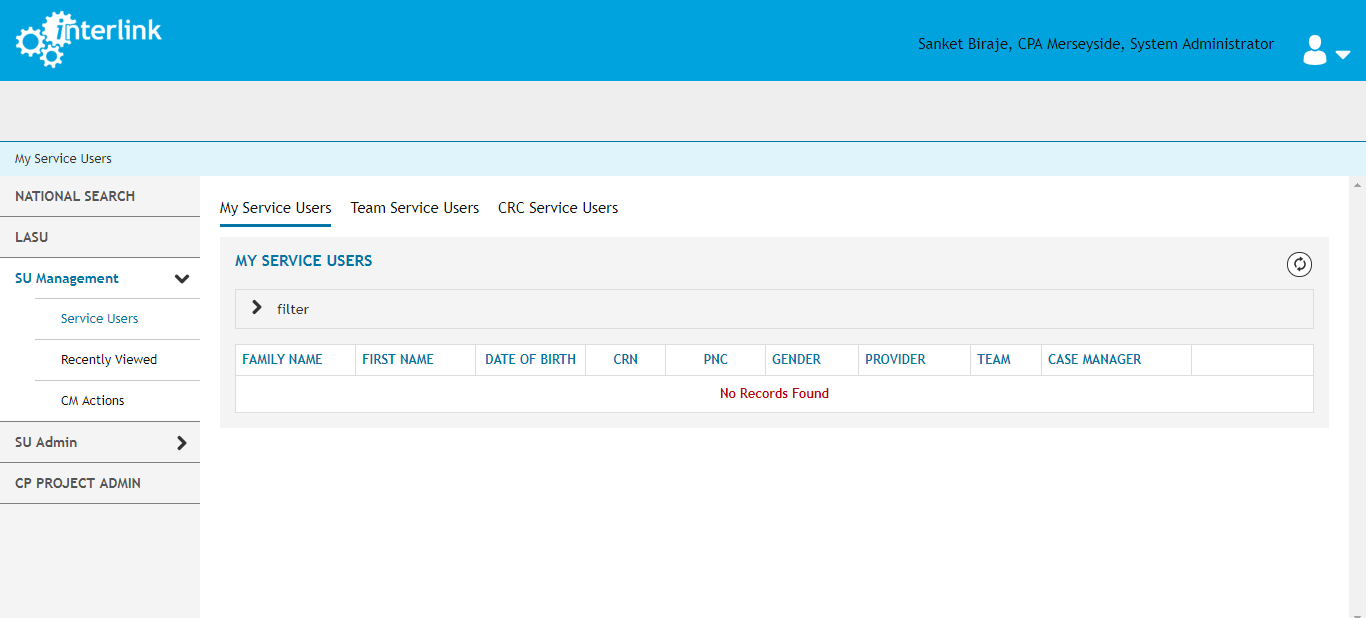 interlink
Sanket Biraje, CPA Merseyside, System Administrator
My Service Users
NATIONAL SEARCH
LASU
SU Management
Service Users
Recently Viewed
CM Actions
SU Admin
CP PROJECT ADMIN
My Service Users Team Service Users CRC Service Users
MY SERVICE USERS
filter
FAMILY NAME FIRST NAME DATE OF BIRTH CRN PNC GENDER PROVIDER TEAM CASE MANAGER
No Records Found